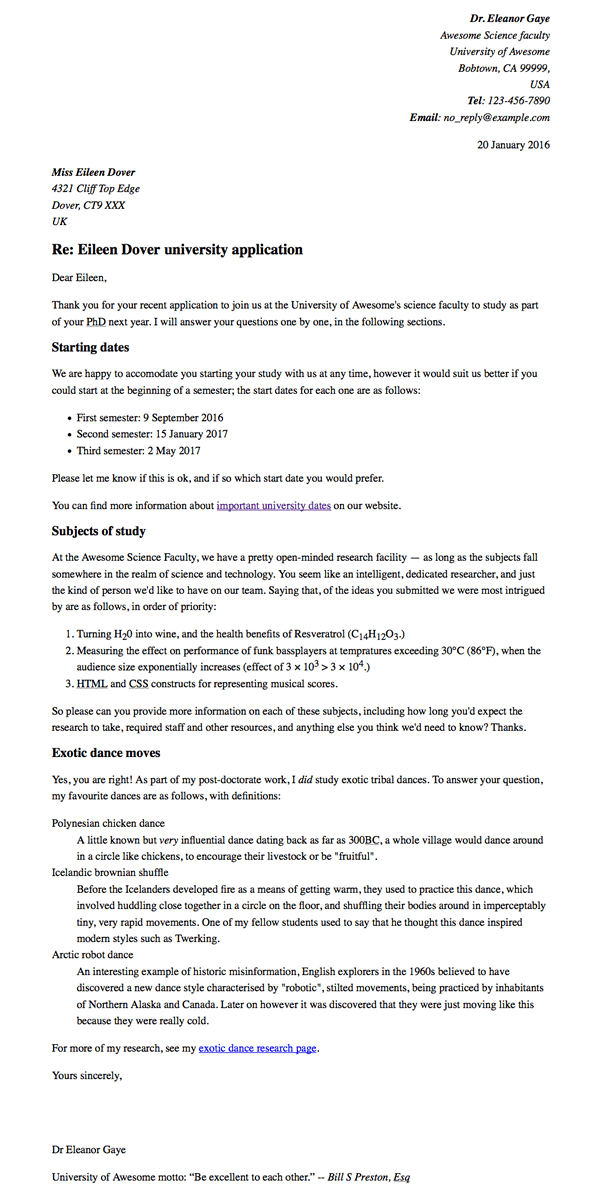 Dr. Eleanor Gaye
Awesome Science faculty
University of Awesome
Bobtown, CA 99999,
USA
Tel: 123-456-7890
Email: no_reply@example.com
20 January 2016
Miss Eileen Dover
4321 Cliff Top Edge
Dover, CT9 XXX
UK
Re: Eileen Dover university application
Dear Eileen,
Thank you for your recent application to join us at the University of Awesome's science faculty to study as part
of your PhD next year. I will answer your questions one by one, in the following sections.
Starting dates
We are happy to accomodate you starting your study with us at any time, however it would suit us better if you
could start at the beginning of a semester; the start dates for each one are as follows:
• First semester: 9 September 2016
• Second semester: 15 January 2017
• Third semester: 2 May 2017
Please let me know if this is ok, and if so which start date you would prefer.
You can find more information about important university dates on our website.
Subjects of study
At the Awesome Science Faculty, we have a pretty open-minded research facility — as long as the subjects fall
somewhere in the realm of science and technology. You seem like an intelligent, dedicated researcher, and just
the kind of person we'd like to have on our team. Saying that, of the ideas you submitted we were most intrigued
by are as follows, in order of priority:
1. Turning H₂0 into wine, and the health benefits of Resveratrol (C₁₄H₁₂O₃.)
2. Measuring the effect on performance of funk bassplayers at tempratures exceeding 30°C (86°F), when the
audience size exponentially increases (effect of 3 × 10³ > 3 × 10⁴.)
3. HTML and CSS constructs for representing musical scores.
So please can you provide more information on each of these subjects, including how long you'd expect the
research to take, required staff and other resources, and anything else you think we'd need to know? Thanks.
Exotic dance moves
Yes, you are right! As part of my post-doctorate work, I did study exotic tribal dances. To answer your question,
my favourite dances are as follows, with definitions:
Polynesian chicken dance
A little known but very influential dance dating back as far as 300BC, a whole village would dance around
in a circle like chickens, to encourage their livestock or be "fruitful".
Icelandic brownian shuffle
Before the Icelanders developed fire as a means of getting warm, they used to practice this dance, which
involved huddling close together in a circle on the floor, and shuffling their bodies around in imperceptably
tiny, very rapid movements. One of my fellow students used to say that he thought this dance inspired
modern styles such as Twerking.
Arctic robot dance
An interesting example of historic misinformation, English explorers in the 1960s believed to have
discovered a new dance style characterised by "robotic", stilted movements, being practiced by inhabitants
of Northern Alaska and Canada. Later on however it was discovered that they were just moving like this
because they were really cold.
For more of my research, see my exotic dance research page.
Yours sincerely,
Dr Eleanor Gaye
University of Awesome motto: “Be excellent to each other.” -- Bill S Preston, Esq